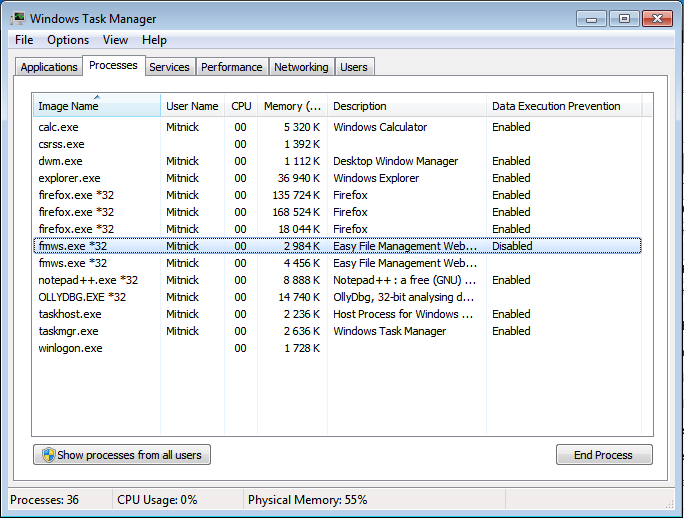 Windows Task Manager
File Options View Help
Applications Processes Services Performance Networking Users
Image Name User Name CPU Memory (... Description Data Execution Prevention
calc.exe Mitnick 00 5 320 K Windows Calculator Enabled
csrss.exe 00 1 392 K
dwm.exe Mitnick 00 1 112 K Desktop Window Manager Enabled
explorer.exe Mitnick 00 36 940 K Windows Explorer Enabled
firefox.exe *32 Mitnick 00 135 724 K Firefox Enabled
firefox.exe *32 Mitnick 00 168 524 K Firefox Enabled
firefox.exe *32 Mitnick 00 18 044 K Firefox Enabled
fmws.exe *32 Mitnick 00 2 984 K Easy File Management Web... Disabled
fmws.exe *32 Mitnick 00 4 456 K Easy File Management Web...
notepad++.exe *32 Mitnick 00 8 888 K Notepad++ : a free (GNU) ... Enabled
OLLYDBG.EXE *32 Mitnick 00 14 740 K OllyDbg, 32-bit analysing d...
taskhost.exe Mitnick 00 2 236 K Host Process for Windows ... Enabled
taskmgr.exe Mitnick 00 2 636 K Windows Task Manager Enabled
winlogon.exe 00 1 728 K
Show processes from all users End Process
Processes: 36 CPU Usage: 0% Physical Memory: 55%